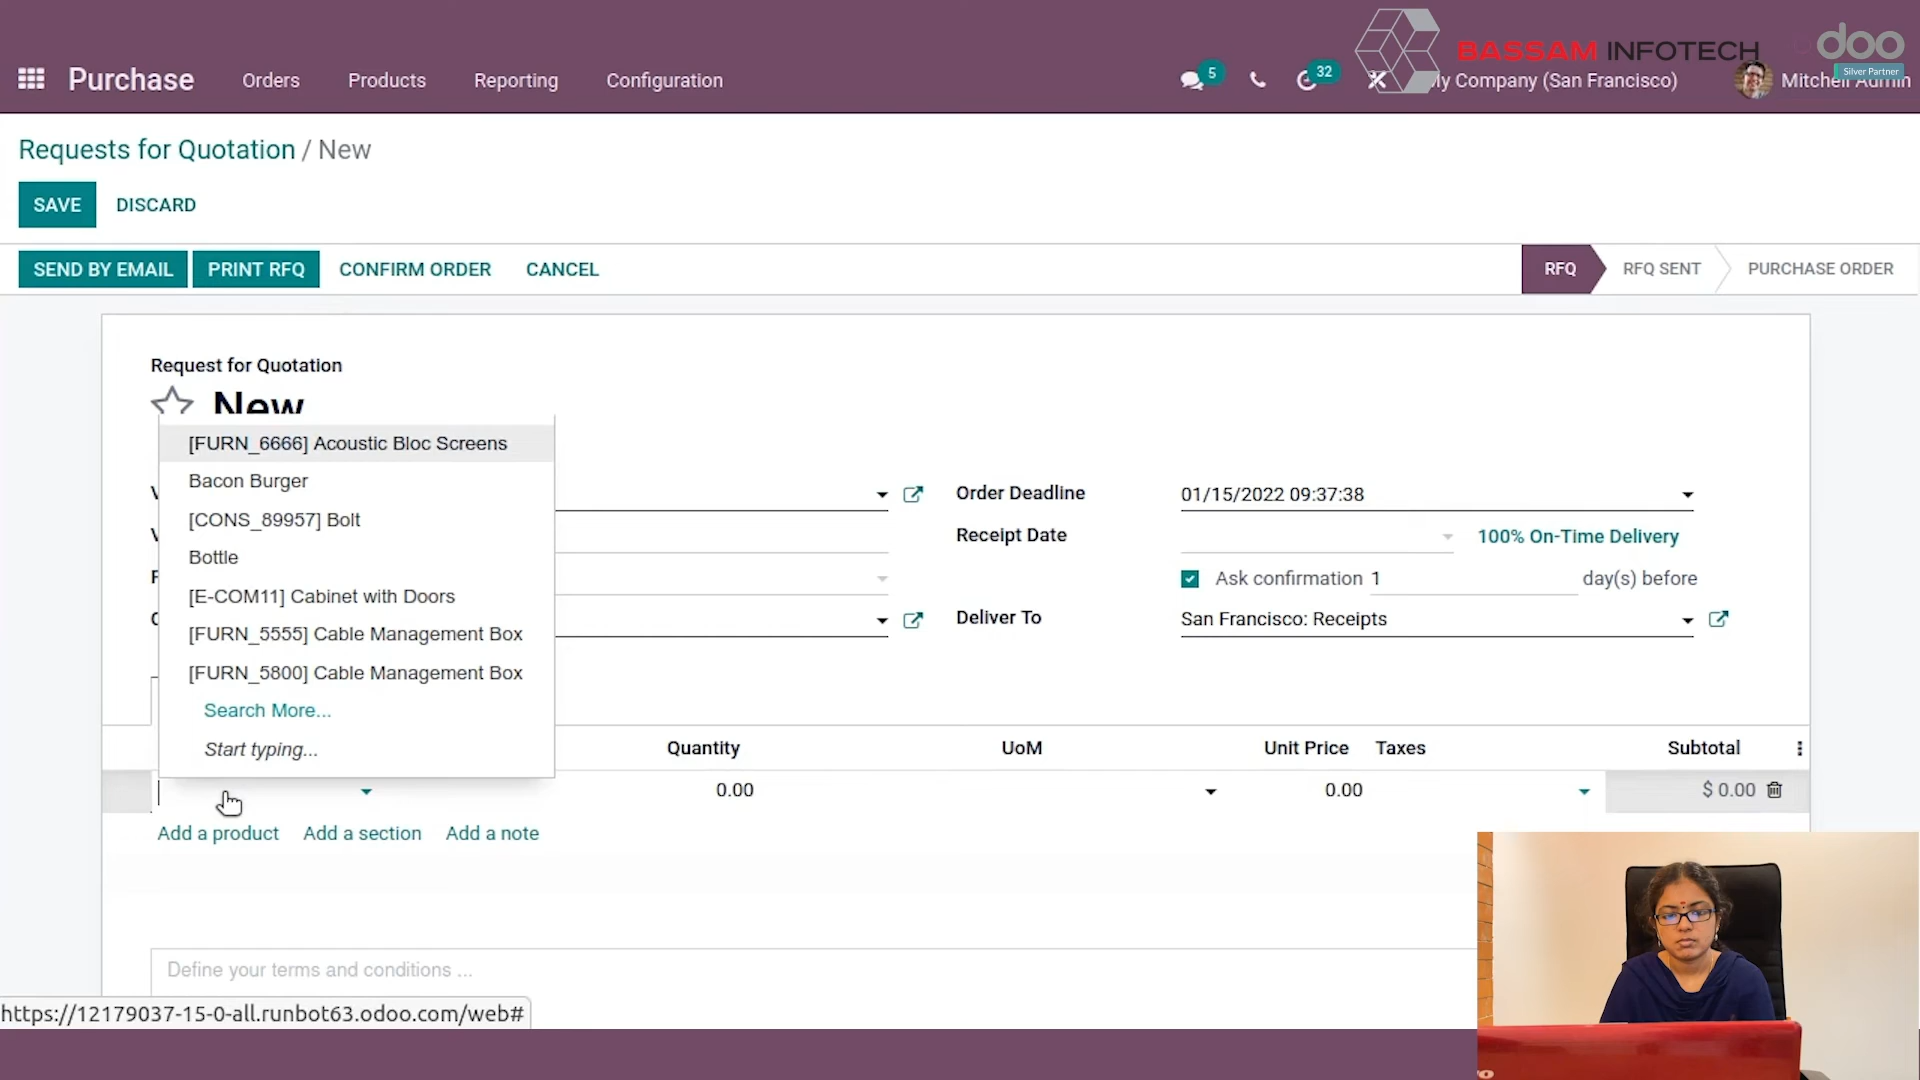 BASSAM INFOTECH
doo
Silver Partner
Purchase
Orders
Products
Reporting
Configuration
5
32
My Company (San Francisco)
Mitchell Admin
Requests for Quotation / New
SAVE
DISCARD
SEND BY EMAIL
PRINT RFQ
CONFIRM ORDER
CANCEL
RFQ
RFQ SENT
PURCHASE ORDER
Request for Quotation
New
[FURN_6666] Acoustic Bloc Screens
Bacon Burger
[CONS_89957] Bolt
Bottle
[E-COM11] Cabinet with Doors
[FURN_5555] Cable Management Box
[FURN_5800] Cable Management Box
Search More...
Start typing...
Order Deadline
01/15/2022 09:37:38
Receipt Date
100% On-Time Delivery
Ask confirmation 1 day(s) before
Deliver To
San Francisco: Receipts
Quantity
UoM
Unit Price
Taxes
Subtotal
0.00
0.00
$ 0.00
Add a product
Add a section
Add a note
Define your terms and conditions ...
https://12179037-15-0-all.runbot63.odoo.com/web#